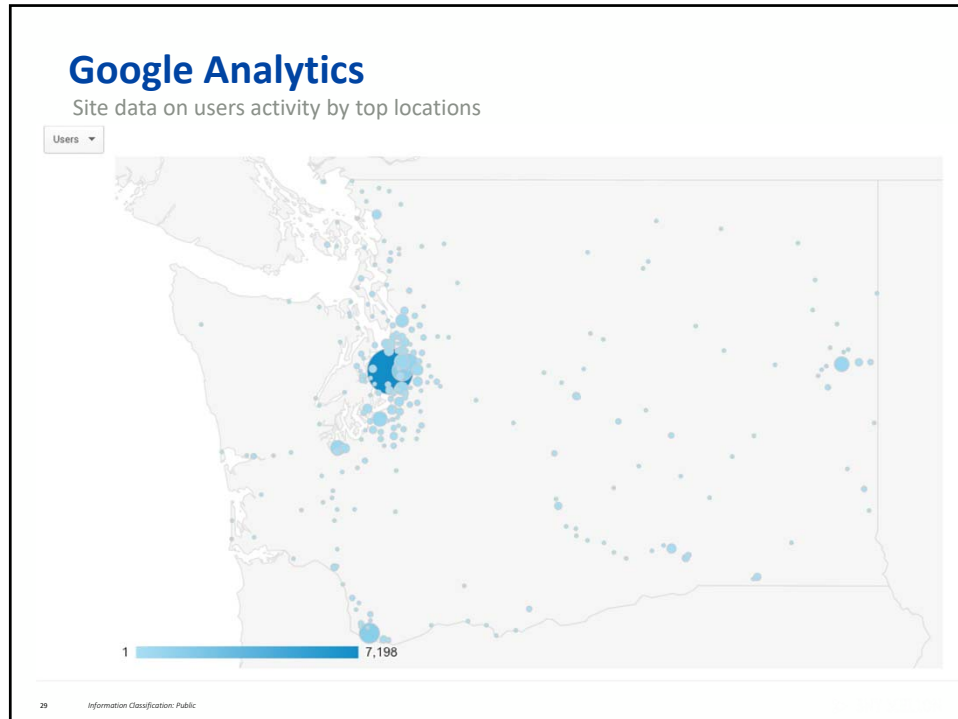 Google Analytics
Site data on users activity by top locations
Users
1 7,198
29 Information Classification: Public